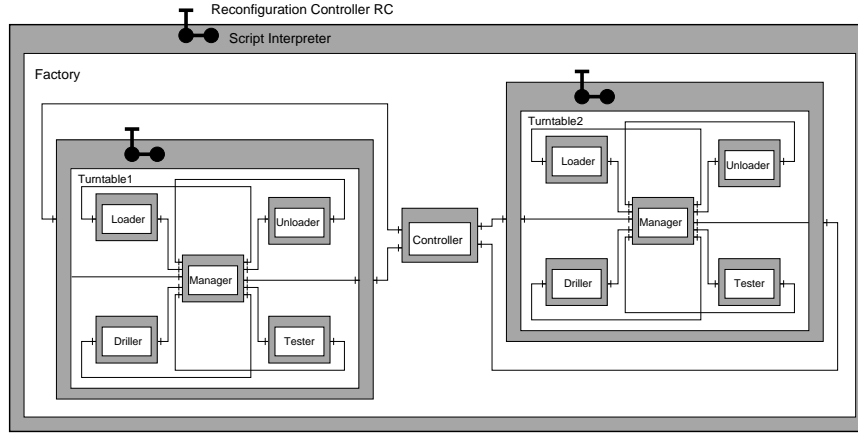 Reconfiguration Controller RC
Script Interpreter
Factory
Turntable1
Loader
Unloader
Manager
Driller
Tester
Controller
Turntable2
Loader
Unloader
Manager
Driller
Tester